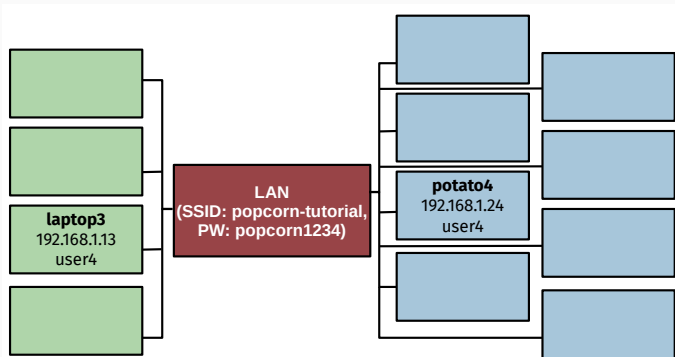 laptop3
192.168.1.13
user4
LAN
(SSID: popcorn-tutorial,
PW: popcorn1234)
potato4
192.168.1.24
user4